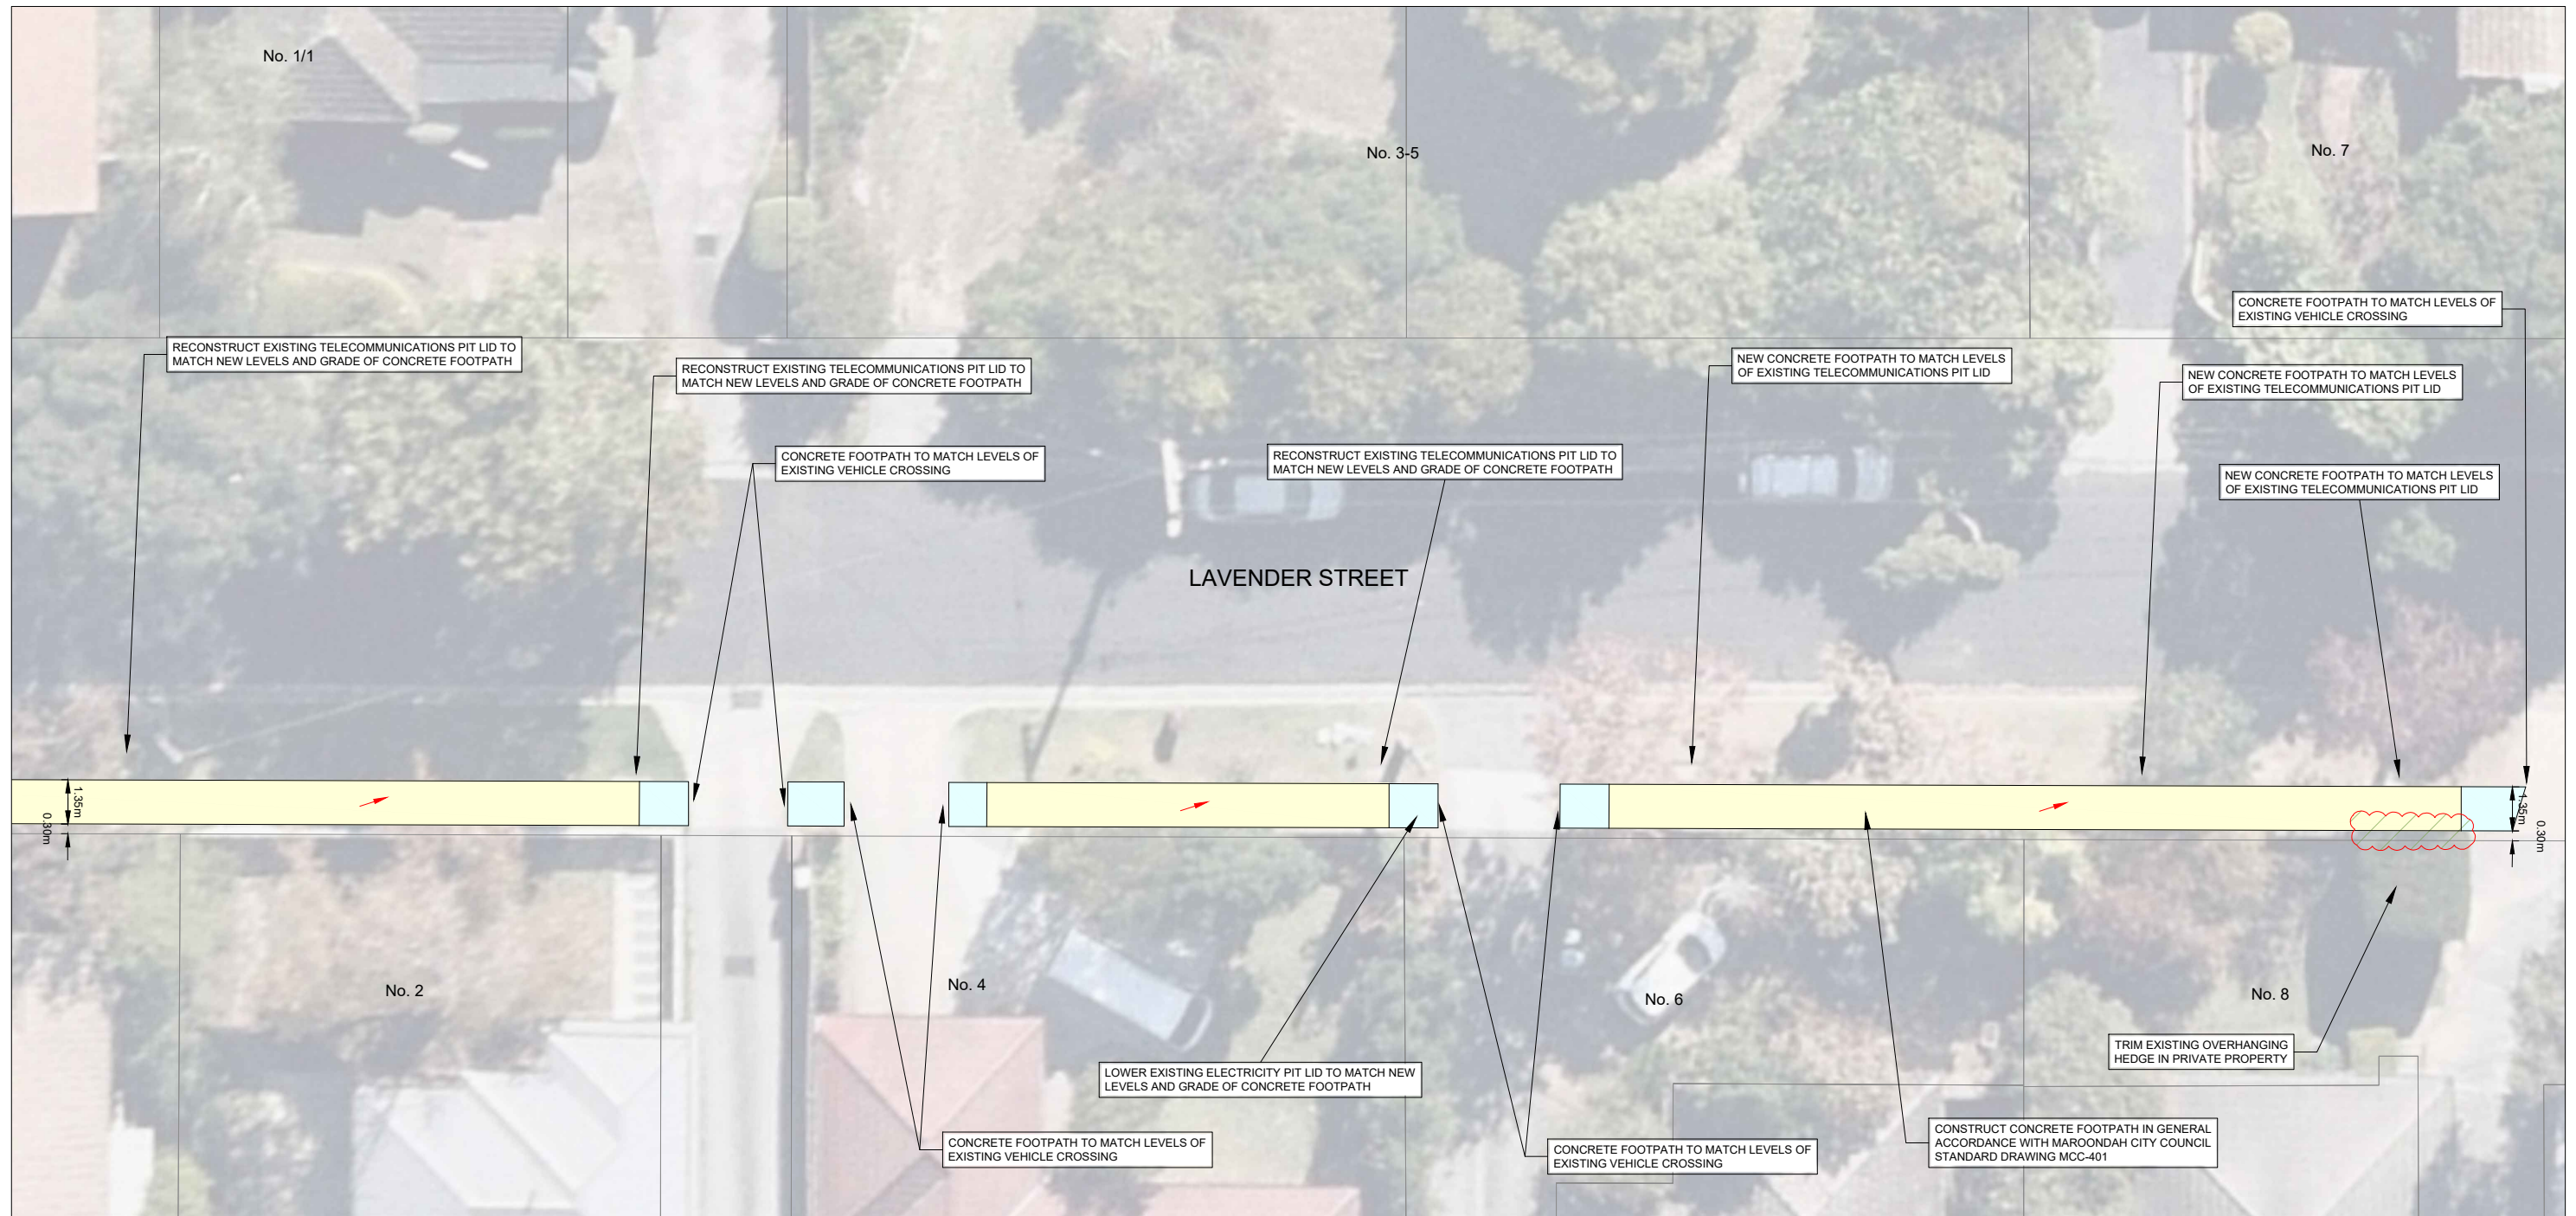 No. 1/1
No. 3-5
No. 7
CONCRETE FOOTPATH TO MATCH LEVELS OF
EXISTING VEHICLE CROSSING
RECONSTRUCT EXISTING TELECOMMUNICATIONS PIT LID TO
MATCH NEW LEVELS AND GRADE OF CONCRETE FOOTPATH
RECONSTRUCT EXISTING TELECOMMUNICATIONS PIT LID TO
MATCH NEW LEVELS AND GRADE OF CONCRETE FOOTPATH
NEW CONCRETE FOOTPATH TO MATCH LEVELS
OF EXISTING TELECOMMUNICATIONS PIT LID
NEW CONCRETE FOOTPATH TO MATCH LEVELS
OF EXISTING TELECOMMUNICATIONS PIT LID
CONCRETE FOOTPATH TO MATCH LEVELS OF
EXISTING VEHICLE CROSSING
RECONSTRUCT EXISTING TELECOMMUNICATIONS PIT LID TO
MATCH NEW LEVELS AND GRADE OF CONCRETE FOOTPATH
NEW CONCRETE FOOTPATH TO MATCH LEVELS
OF EXISTING TELECOMMUNICATIONS PIT LID
LAVENDER STREET
1.35m
0.30m
1.35m
0.30m
No. 2
No. 4
No. 6
No. 8
TRIM EXISTING OVERHANGING
HEDGE IN PRIVATE PROPERTY
LOWER EXISTING ELECTRICITY PIT LID TO MATCH NEW
LEVELS AND GRADE OF CONCRETE FOOTPATH
CONCRETE FOOTPATH TO MATCH LEVELS OF
EXISTING VEHICLE CROSSING
CONCRETE FOOTPATH TO MATCH LEVELS OF
EXISTING VEHICLE CROSSING
CONSTRUCT CONCRETE FOOTPATH IN GENERAL
ACCORDANCE WITH MAROONDAH CITY COUNCIL
STANDARD DRAWING MCC-401